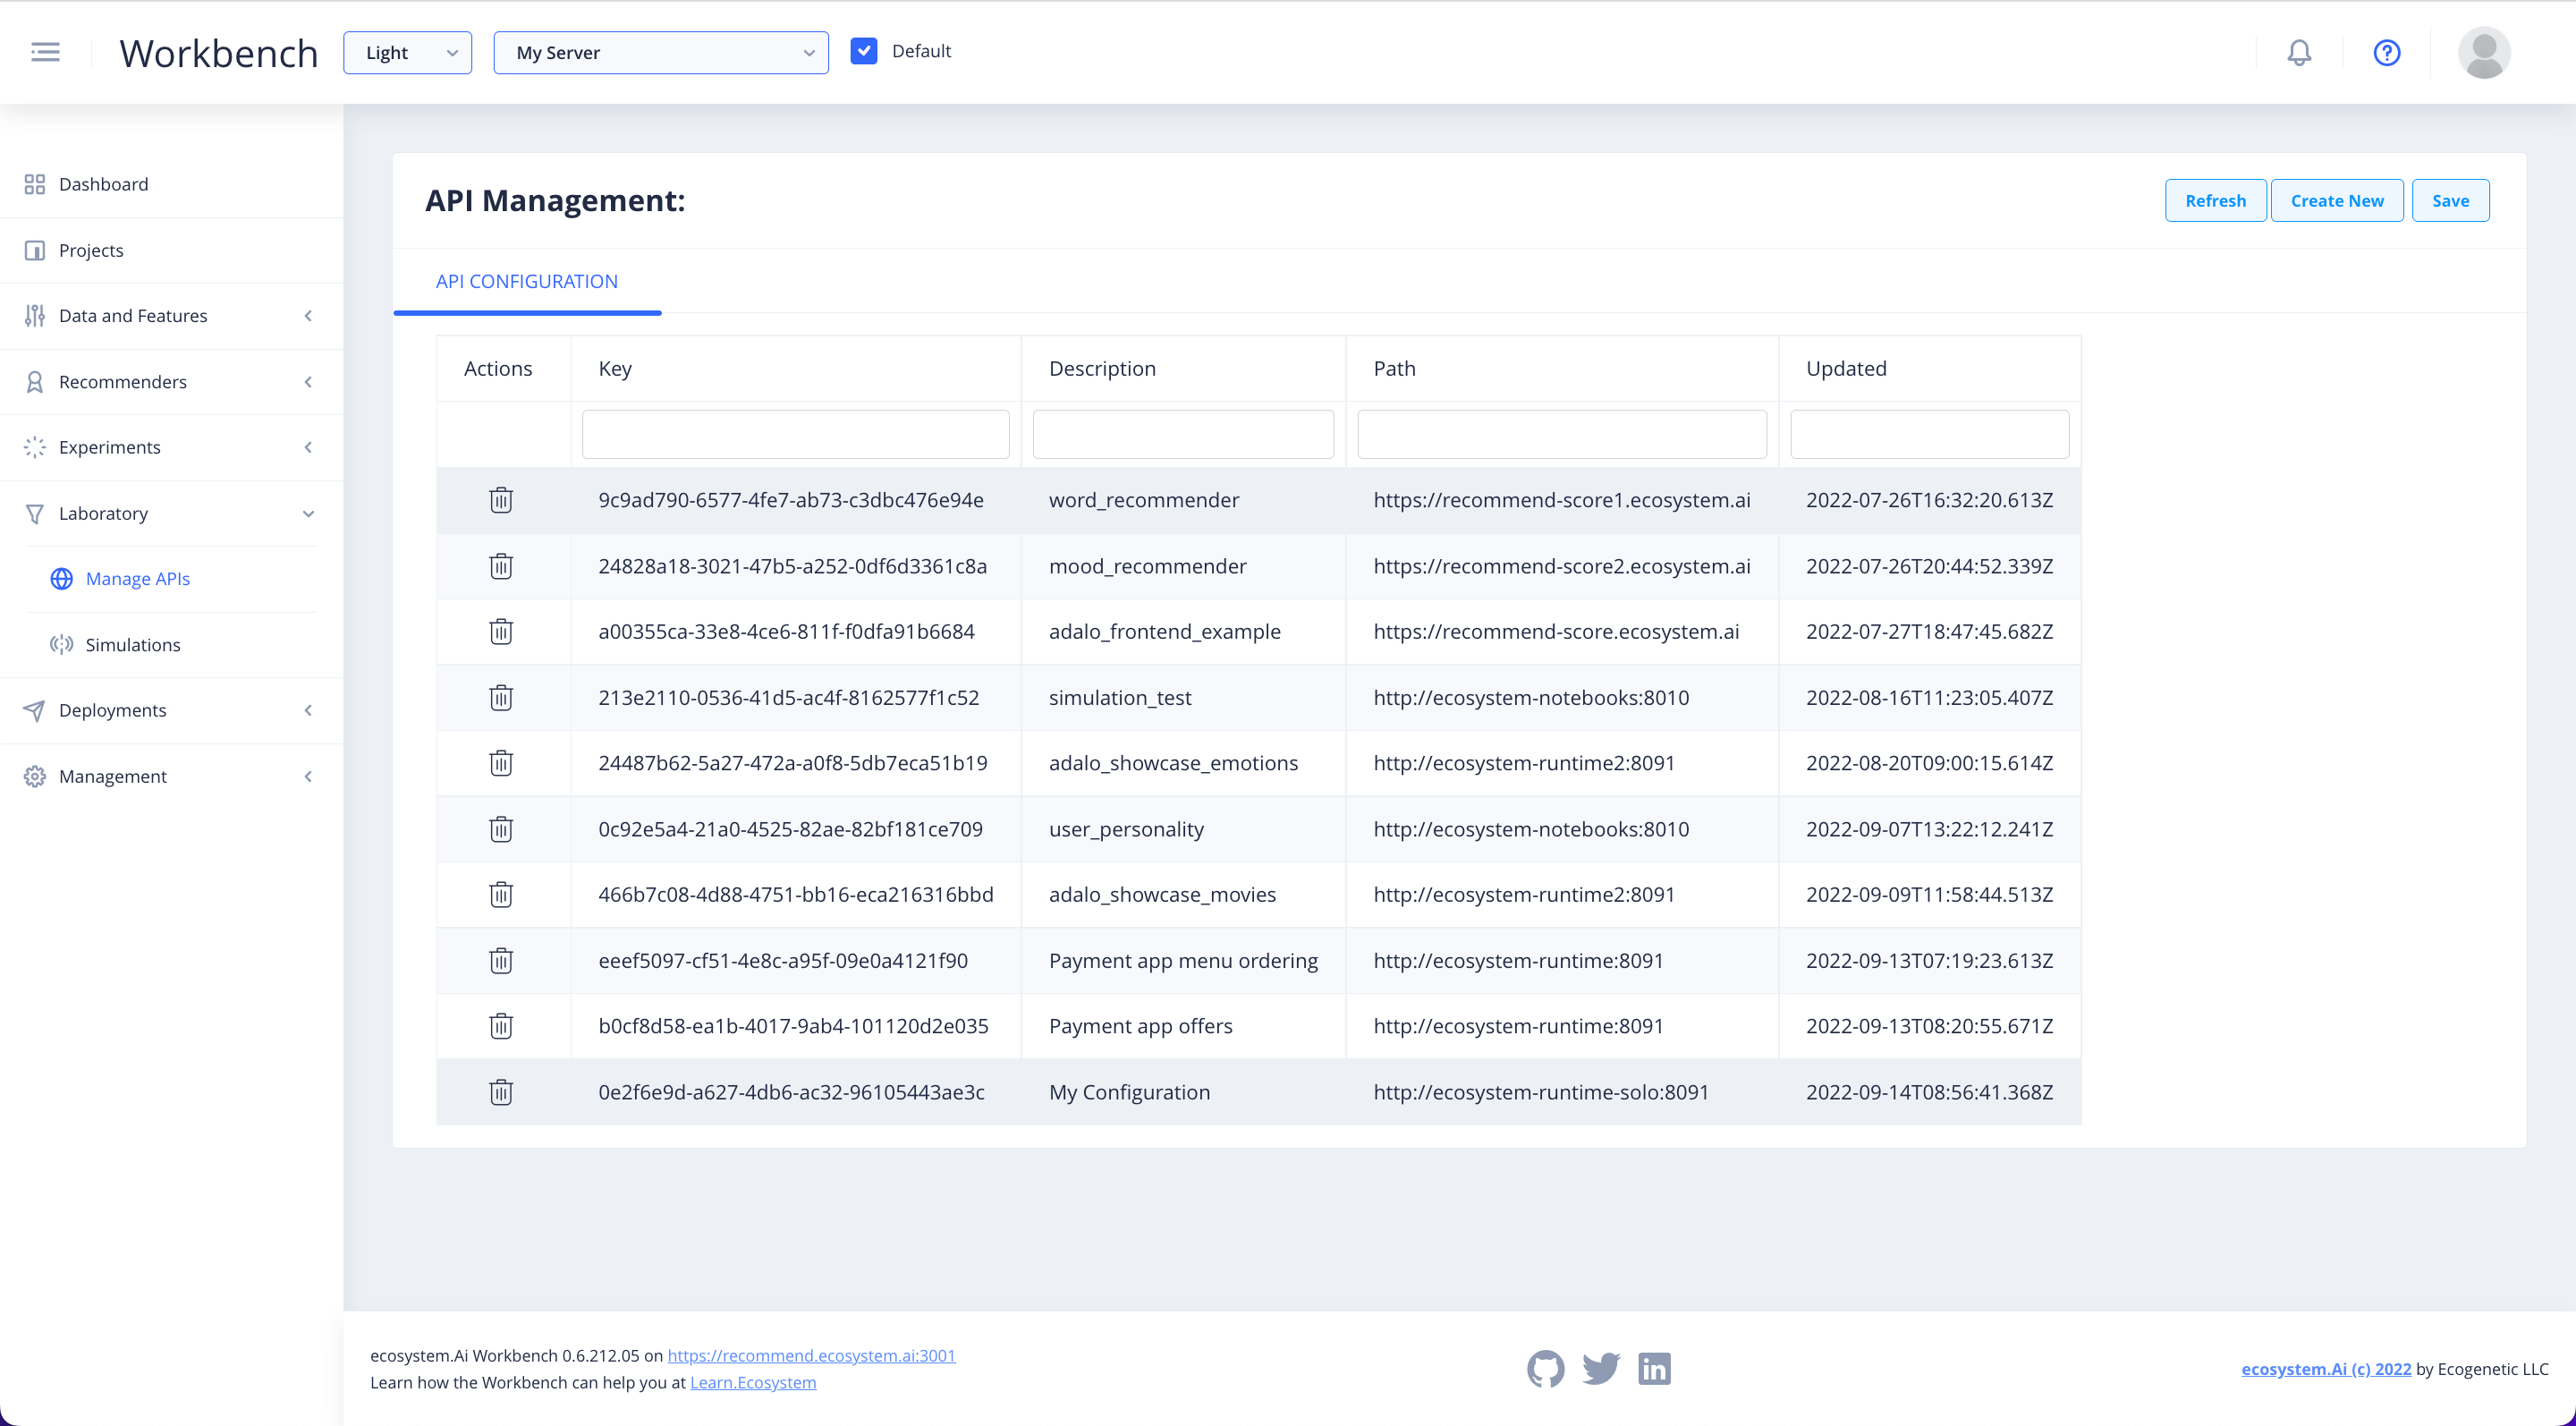 Workbench Light My Server Default
Dashboard
Projects
Data and Features
Recommenders
Experiments
Laboratory
Manage APIs
Simulations
Deployments
Management
API Management: Refresh Create New Save
API CONFIGURATION
Actions Key Description Path Updated
9c9ad790-6577-4fe7-ab73-c3dbc476e94e word_recommender https://recommend-score1.ecosystem.ai 2022-07-26T16:32:20.613Z
24828a18-3021-47b5-a252-0df6d3361c8a mood_recommender https://recommend-score2.ecosystem.ai 2022-07-26T20:44:52.339Z
a00355ca-33e8-4ce6-811f-f0dfa91b6684 adalo_frontend_example https://recommend-score.ecosystem.ai 2022-07-27T18:47:45.682Z
213e2110-0536-41d5-ac4f-8162577f1c52 simulation_test http://ecosystem-notebooks:8010 2022-08-16T11:23:05.407Z
24487b62-5a27-472a-a0f8-5db7eca51b19 adalo_showcase_emotions http://ecosystem-runtime2:8091 2022-08-20T09:00:15.614Z
0c92e5a4-21a0-4525-82ae-82bf181ce709 user_personality http://ecosystem-notebooks:8010 2022-09-07T13:22:12.241Z
466b7c08-4d88-4751-bb16-eca216316bbd adalo_showcase_movies http://ecosystem-runtime2:8091 2022-09-09T11:58:44.513Z
eeef5097-cf51-4e8c-a95f-09e0a4121f90 Payment app menu ordering http://ecosystem-runtime:8091 2022-09-13T07:19:23.613Z
b0cf8d58-ea1b-4017-9ab4-101120d2e035 Payment app offers http://ecosystem-runtime:8091 2022-09-13T08:20:55.671Z
0e2f6e9d-a627-4db6-ac32-96105443ae3c My Configuration http://ecosystem-runtime-solo:8091 2022-09-14T08:56:41.368Z
ecosystem.Ai Workbench 0.6.212.05 on https://recommend.ecosystem.ai:3001
Learn how the Workbench can help you at Learn.Ecosystem
ecosystem.Ai (c) 2022 by Ecogenetic LLC